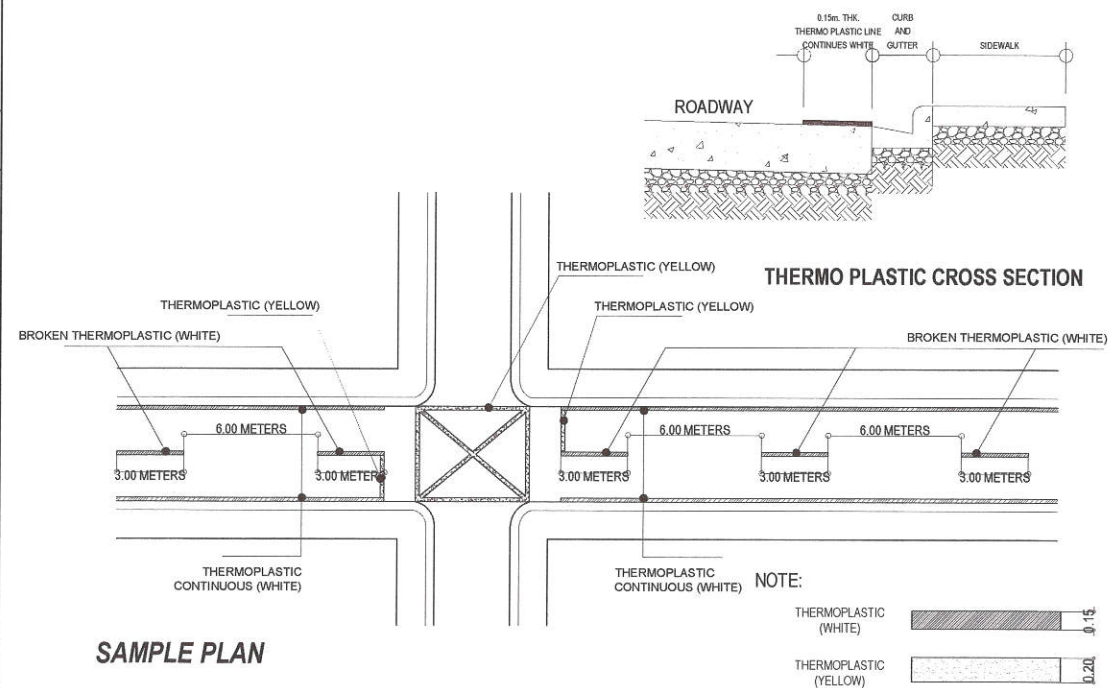 0.15m. THK.
THERMO PLASTIC LINE
CONTINUES WHITE
CURB
AND
GUTTER
SIDEWALK
ROADWAY
THERMO PLASTIC CROSS SECTION
THERMOPLASTIC (YELLOW)
THERMOPLASTIC (YELLOW)
THERMOPLASTIC (YELLOW)
BROKEN THERMOPLASTIC (WHITE)
BROKEN THERMOPLASTIC (WHITE)
6.00 METERS
6.00 METERS
6.00 METERS
3.00 METERS
3.00 METERS
3.00 METERS
3.00 METERS
3.00 METERS
THERMOPLASTIC
CONTINUOUS (WHITE)
THERMOPLASTIC
CONTINUOUS (WHITE)
NOTE:
THERMOPLASTIC
(WHITE)
0.15
THERMOPLASTIC
(YELLOW)
0.20
SAMPLE PLAN